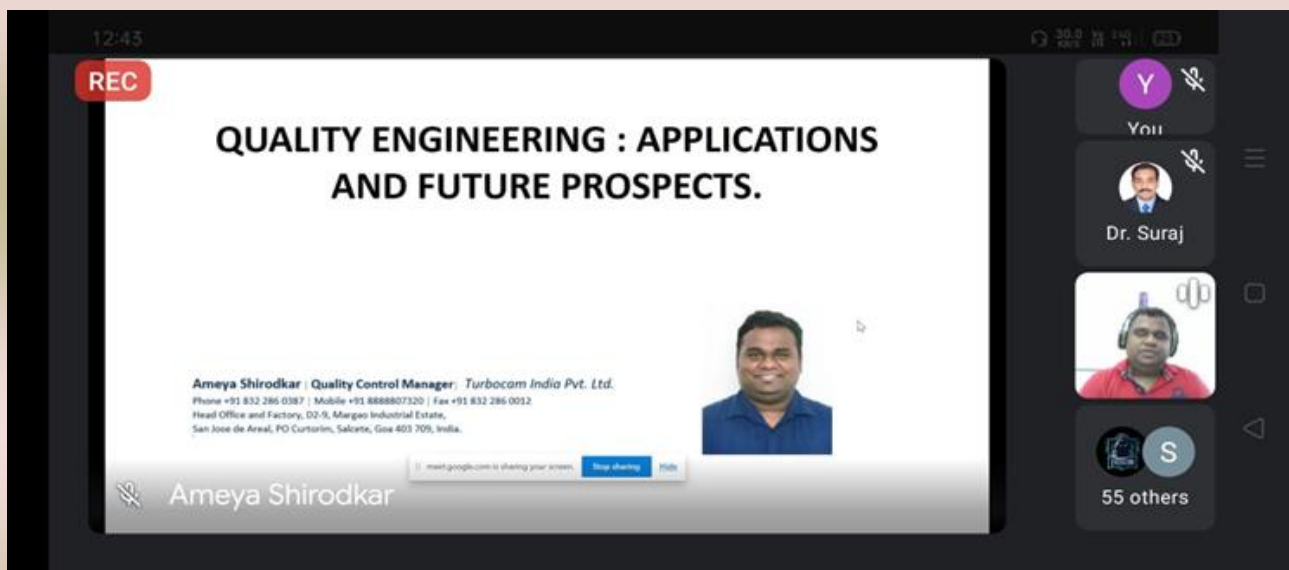 12:43
30.0
KB/S
REC
QUALITY ENGINEERING : APPLICATIONS
AND FUTURE PROSPECTS.
Ameya Shirodkar | Quality Control Manager| Turbocam India Pvt. Ltd.
Phone +91 832 286 0387 | Mobile +91 8888807320 | Fax +91 832 286 0012
Head Office and Factory, D2-9, Margao Industrial Estate,
San Jose de Areal, PO Curtorim, Salcete, Goa 403 709, India.
meet.google.com is sharing your screen.
Stop sharing
Hide
Ameya Shirodkar
Y
You
Dr. Suraj
S
55 others